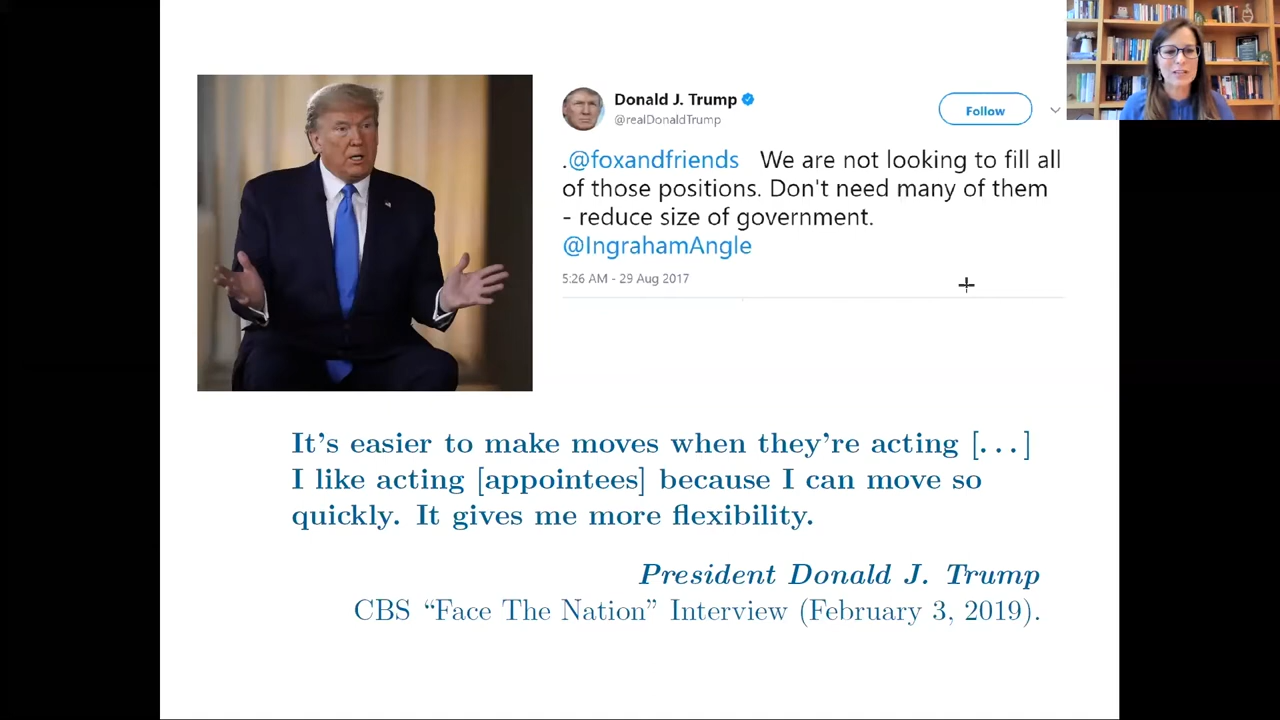 Donald J. Trump
@realDonaldTrump
Follow
.@foxandfriends We are not looking to fill all
of those positions. Don't need many of them
- reduce size of government.
@IngrahamAngle
5:26 AM - 29 Aug 2017
It's easier to make moves when they're acting [...]
I like acting [appointees] because I can move so
quickly. It gives me more flexibility.
President Donald J. Trump
CBS “Face The Nation” Interview (February 3, 2019).